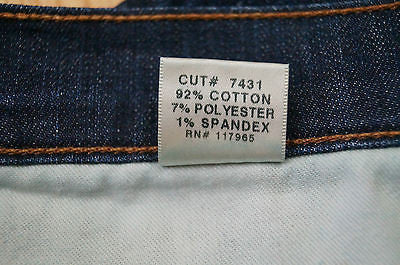 CUT# 7431
92% COTTON
7% POLYESTER
1% SPANDEX
RN# 117965